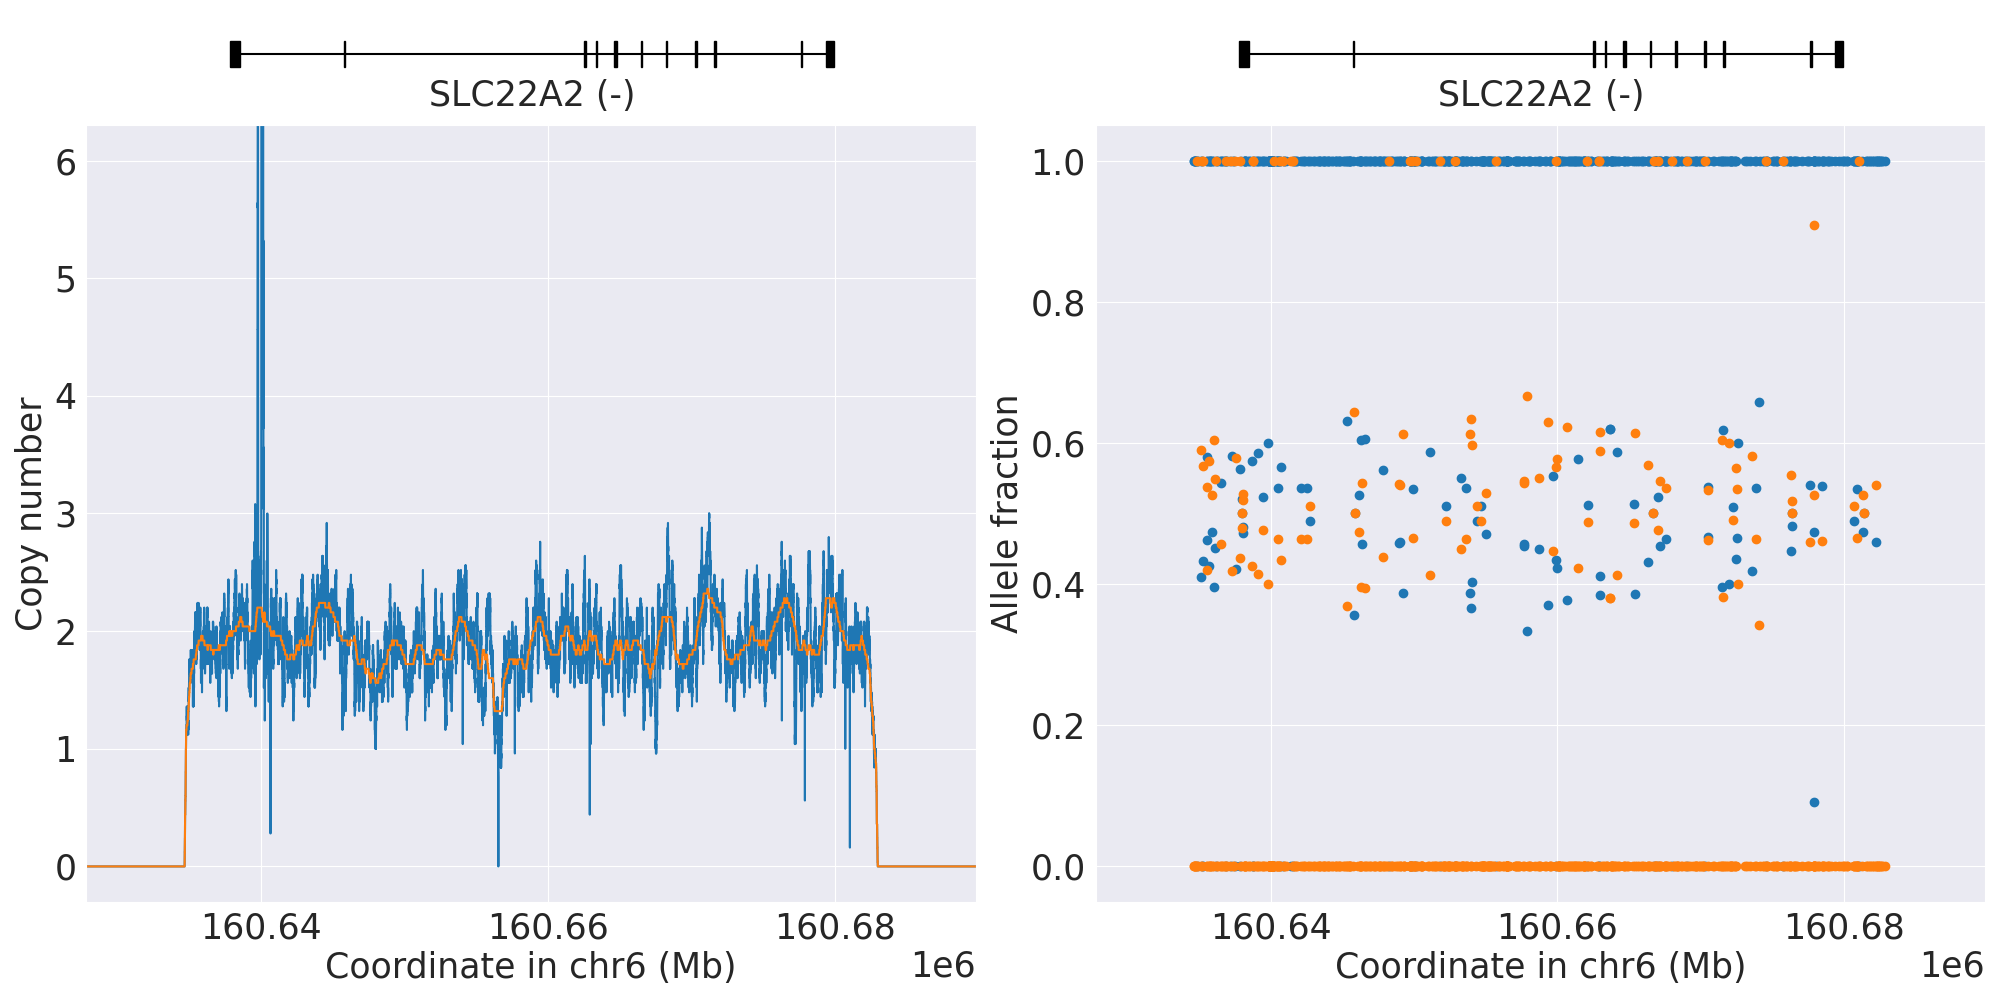 SLC22A2 (-)
6
5
4
3
2
1
0
Copy number
160.64 160.66 160.68
Coordinate in chr6 (Mb) 1e6
SLC22A2 (-)
1.0
0.8
0.6
0.4
0.2
0.0
Allele fraction
160.64 160.66 160.68
Coordinate in chr6 (Mb) 1e6